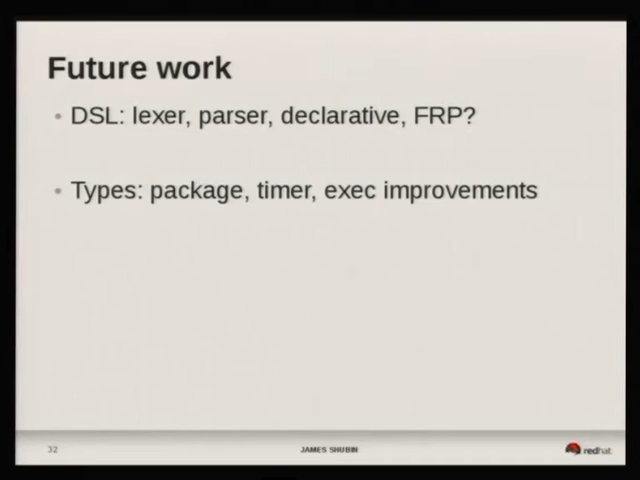 Future work
• DSL: lexer, parser, declarative, FRP?
• Types: package, timer, exec improvements
32
JAMES SHUBIN
redhat